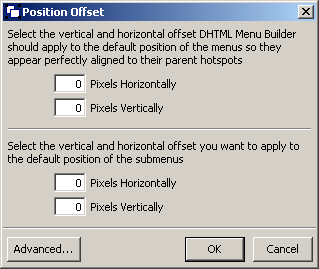 Position Offset
Select the vertical and horizontal offset DHTML Menu Builder
should apply to the default position of the menus so they
appear perfectly aligned to their parent hotspots
0 Pixels Horizontally
0 Pixels Vertically
Select the vertical and horizontal offset you want to apply to
the default position of the submenus
0 Pixels Horizontally
0 Pixels Vertically
Advanced... OK Cancel